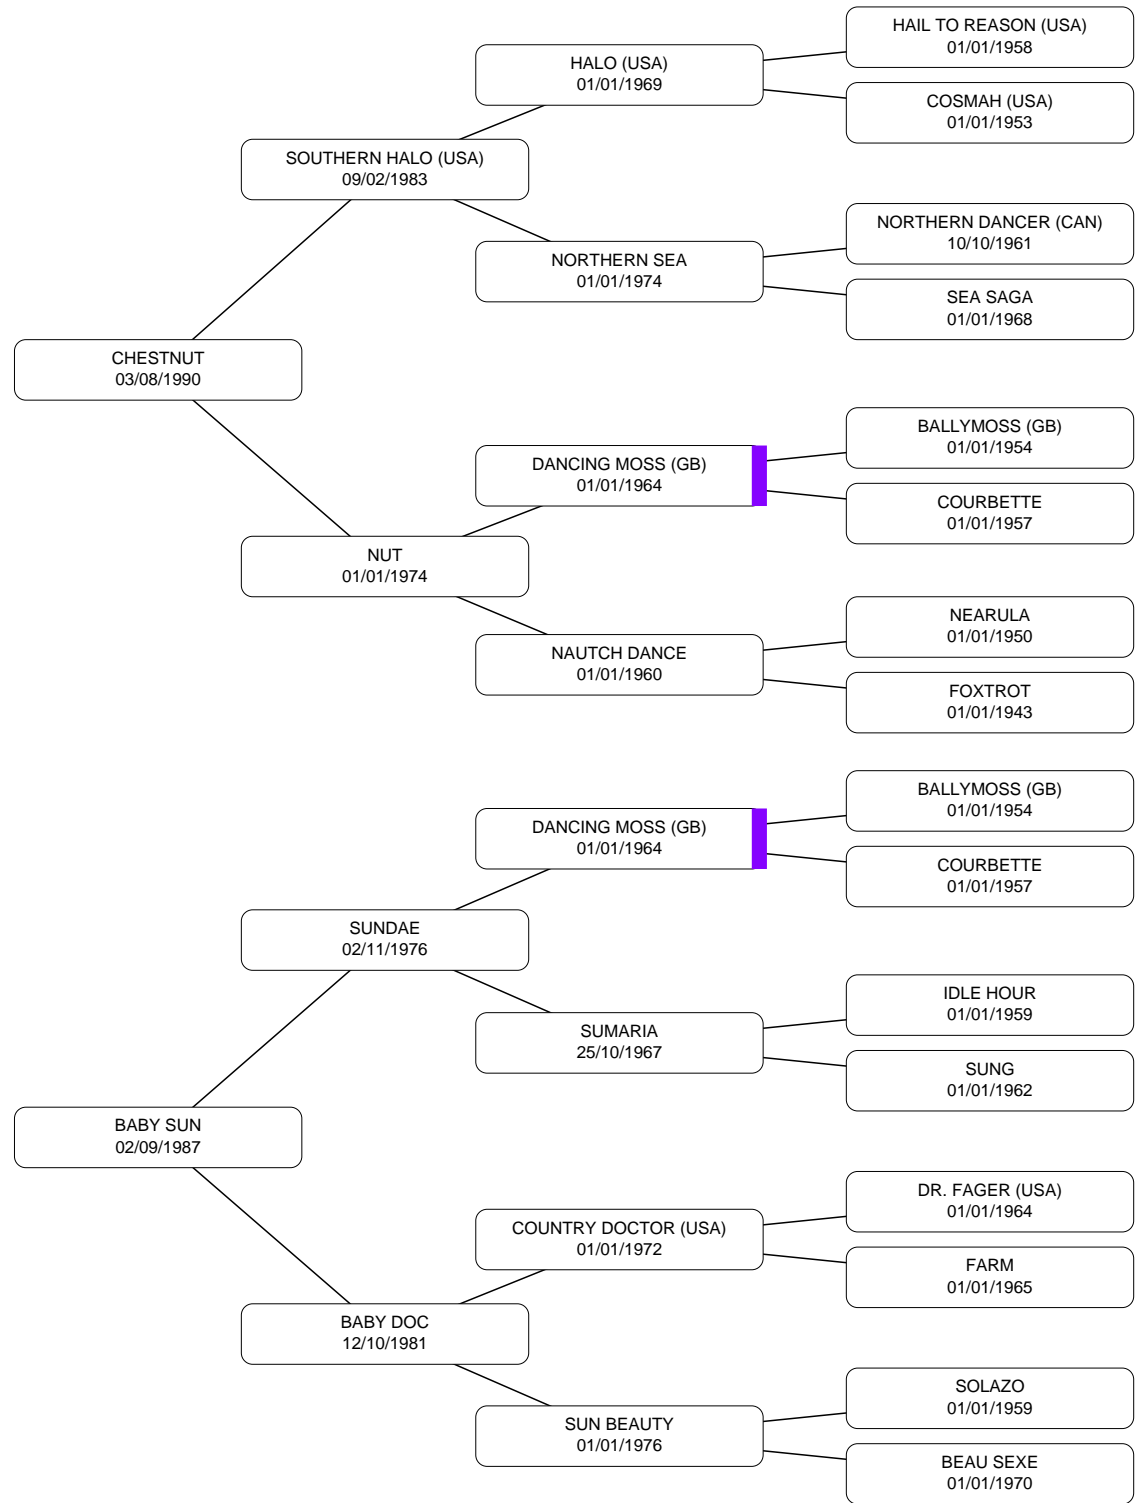 HAIL TO REASON (USA)
01/01/1958
HALO (USA)
01/01/1969
COSMAH (USA)
01/01/1953
SOUTHERN HALO (USA)
09/02/1983
NORTHERN DANCER (CAN)
10/10/1961
NORTHERN SEA
01/01/1974
SEA SAGA
01/01/1968
CHESTNUT
03/08/1990
BALLYMOSS (GB)
01/01/1954
DANCING MOSS (GB)
01/01/1964
COURBETTE
01/01/1957
NUT
01/01/1974
NEARULA
01/01/1950
NAUTCH DANCE
01/01/1960
FOXTROT
01/01/1943
BALLYMOSS (GB)
01/01/1954
DANCING MOSS (GB)
01/01/1964
COURBETTE
01/01/1957
SUNDAE
02/11/1976
IDLE HOUR
01/01/1959
SUMARIA
25/10/1967
SUNG
01/01/1962
BABY SUN
02/09/1987
DR. FAGER (USA)
01/01/1964
COUNTRY DOCTOR (USA)
01/01/1972
FARM
01/01/1965
BABY DOC
12/10/1981
SOLAZO
01/01/1959
SUN BEAUTY
01/01/1976
BEAU SEXE
01/01/1970